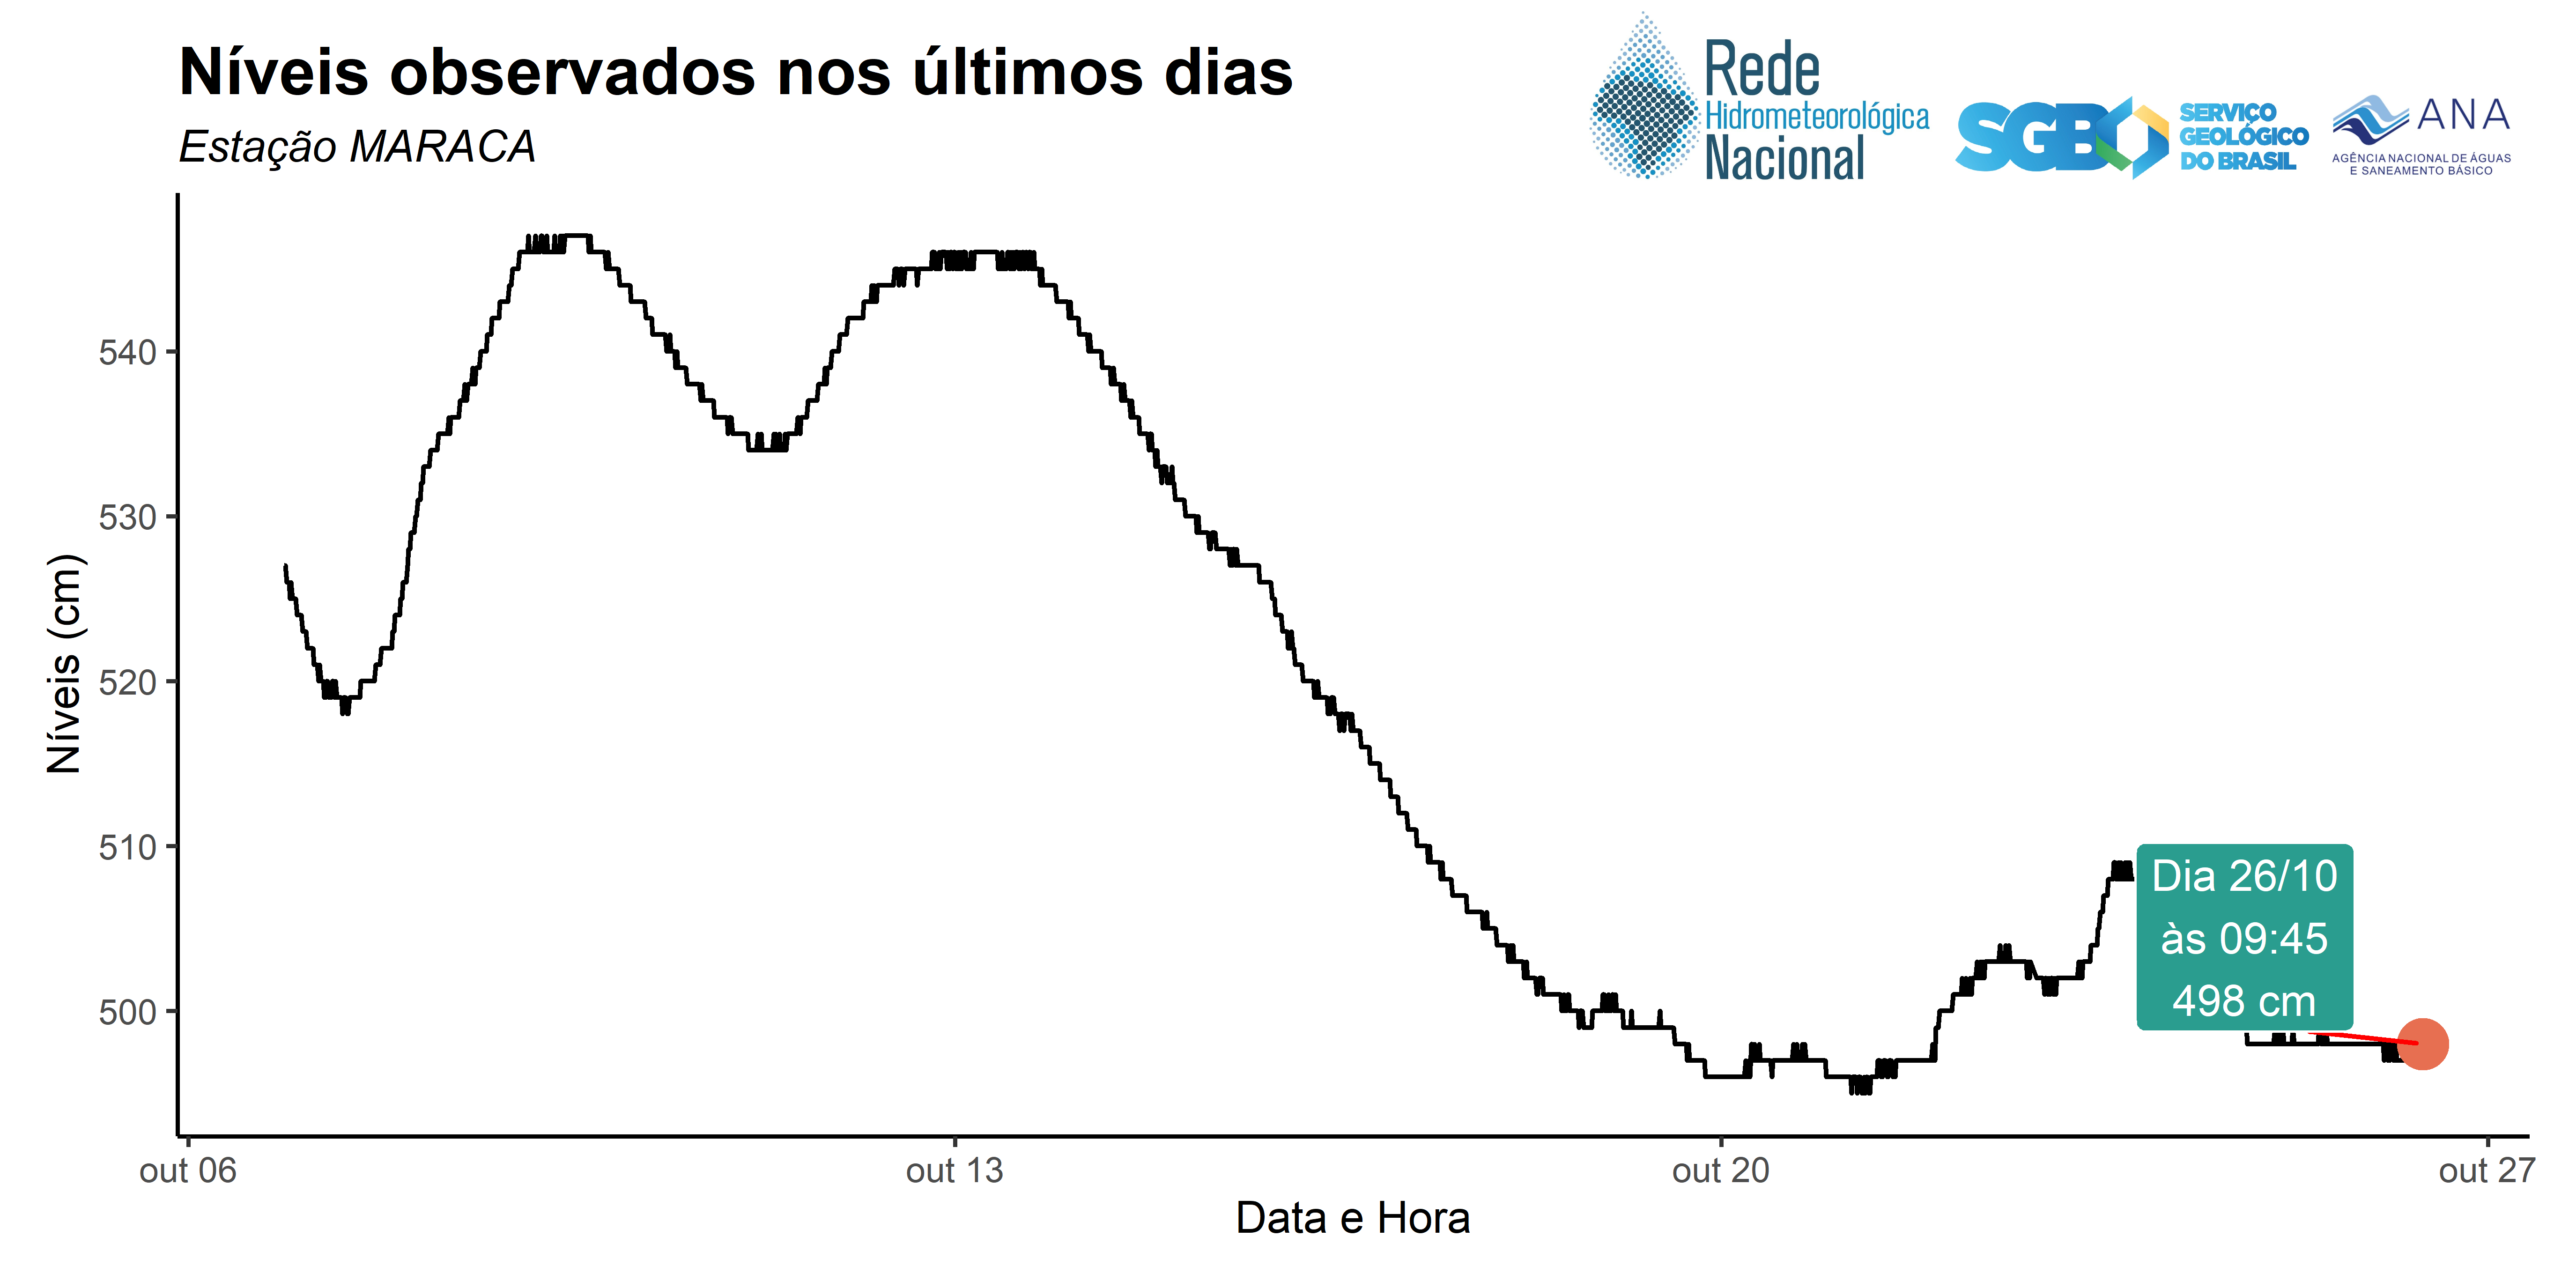 Níveis observados nos últimos dias
Estação MARACA
Rede
Hidrometeorológica
Nacional
SGB
SERVIÇO
GEOLÓGICO
DO BRASIL
ANA
AGÊNCIA NACIONAL DE ÁGUAS
E SANEAMENTO BÁSICO
Níveis (cm)
540
530
520
510
500
Dia 26/10
às 09:45
498 cm
out 06
out 13
out 20
out 27
Data e Hora